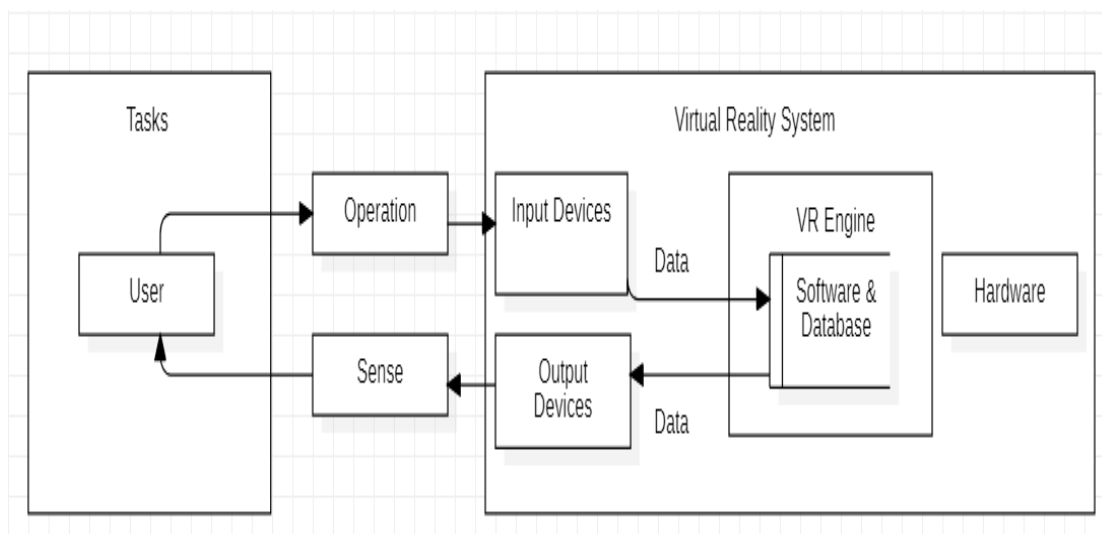 Tasks
Virtual Reality System
Operation
Input Devices
VR Engine
Data
User
Software &
Database
Hardware
Sense
Output
Devices
Data